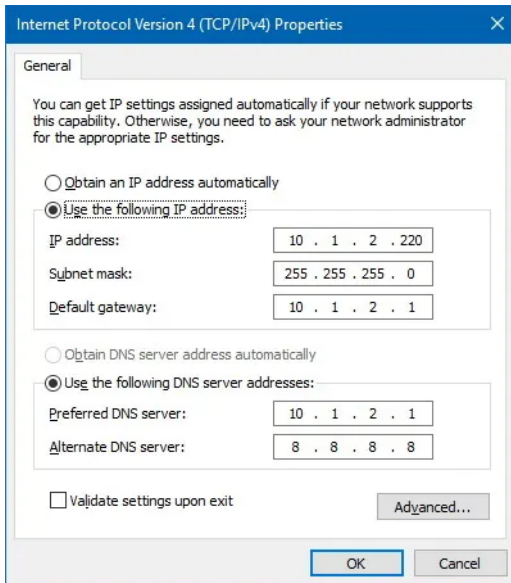 Internet Protocol Version 4 (TCP/IPv4) Properties
General
You can get IP settings assigned automatically if your network supports
this capability. Otherwise, you need to ask your network administrator
for the appropriate IP settings.
Obtain an IP address automatically
Use the following IP address:
IP address: 10 . 1 . 2 . 220
Subnet mask: 255 . 255 . 255 . 0
Default gateway: 10 . 1 . 2 . 1
Obtain DNS server address automatically
Use the following DNS server addresses:
Preferred DNS server: 10 . 1 . 2 . 1
Alternate DNS server: 8 . 8 . 8 . 8
Validate settings upon exit
Advanced...
OK Cancel